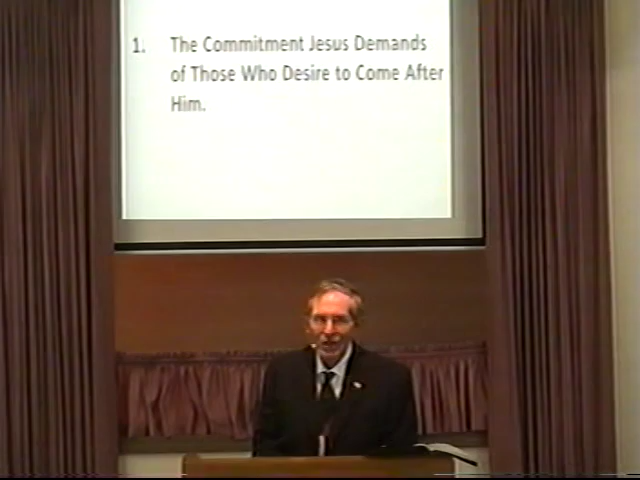 1. The Commitment Jesus Demands
of Those Who Desire to Come After
Him.